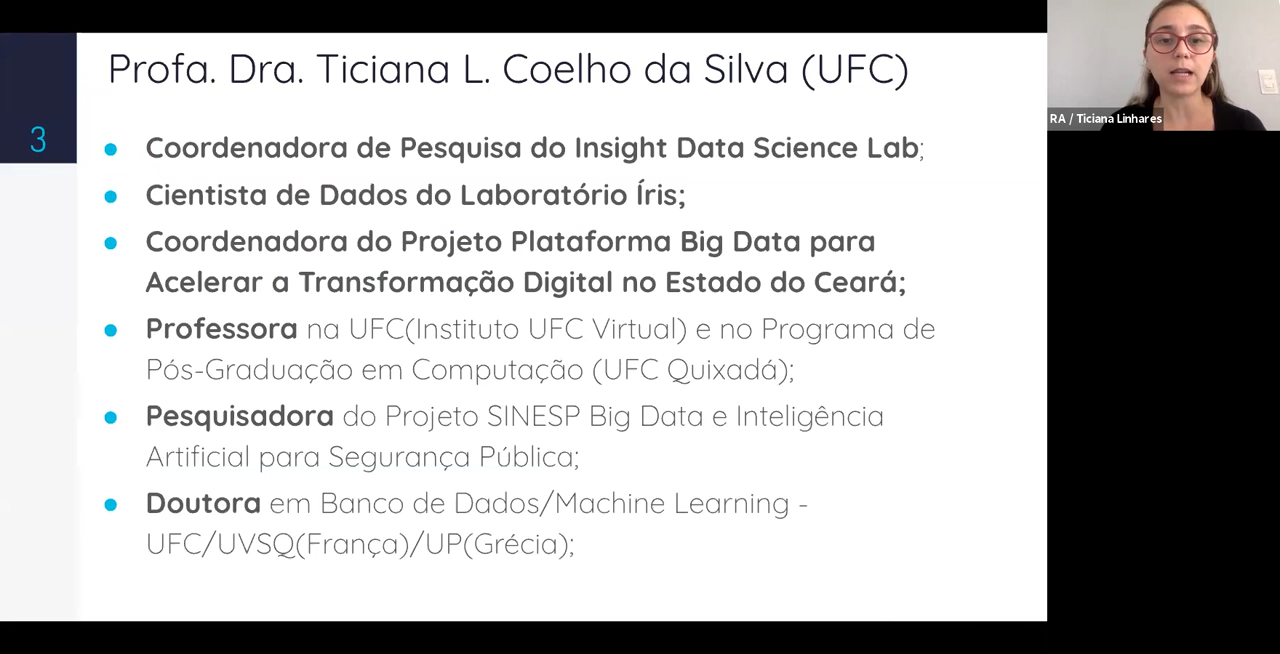 Profa. Dra. Ticiana L. Coelho da Silva (UFC)
3
Coordenadora de Pesquisa do Insight Data Science Lab;
Cientista de Dados do Laboratório Íris;
Coordenadora do Projeto Plataforma Big Data para
Acelerar a Transformação Digital no Estado do Ceará;
Professora na UFC(Instituto UFC Virtual) e no Programa de
Pós-Graduação em Computação (UFC Quixadá);
Pesquisadora do Projeto SINESP Big Data e Inteligência
Artificial para Segurança Pública;
Doutora em Banco de Dados/Machine Learning -
UFC/UVSQ(França)/UP(Grécia);
RA / Ticiana Linhares